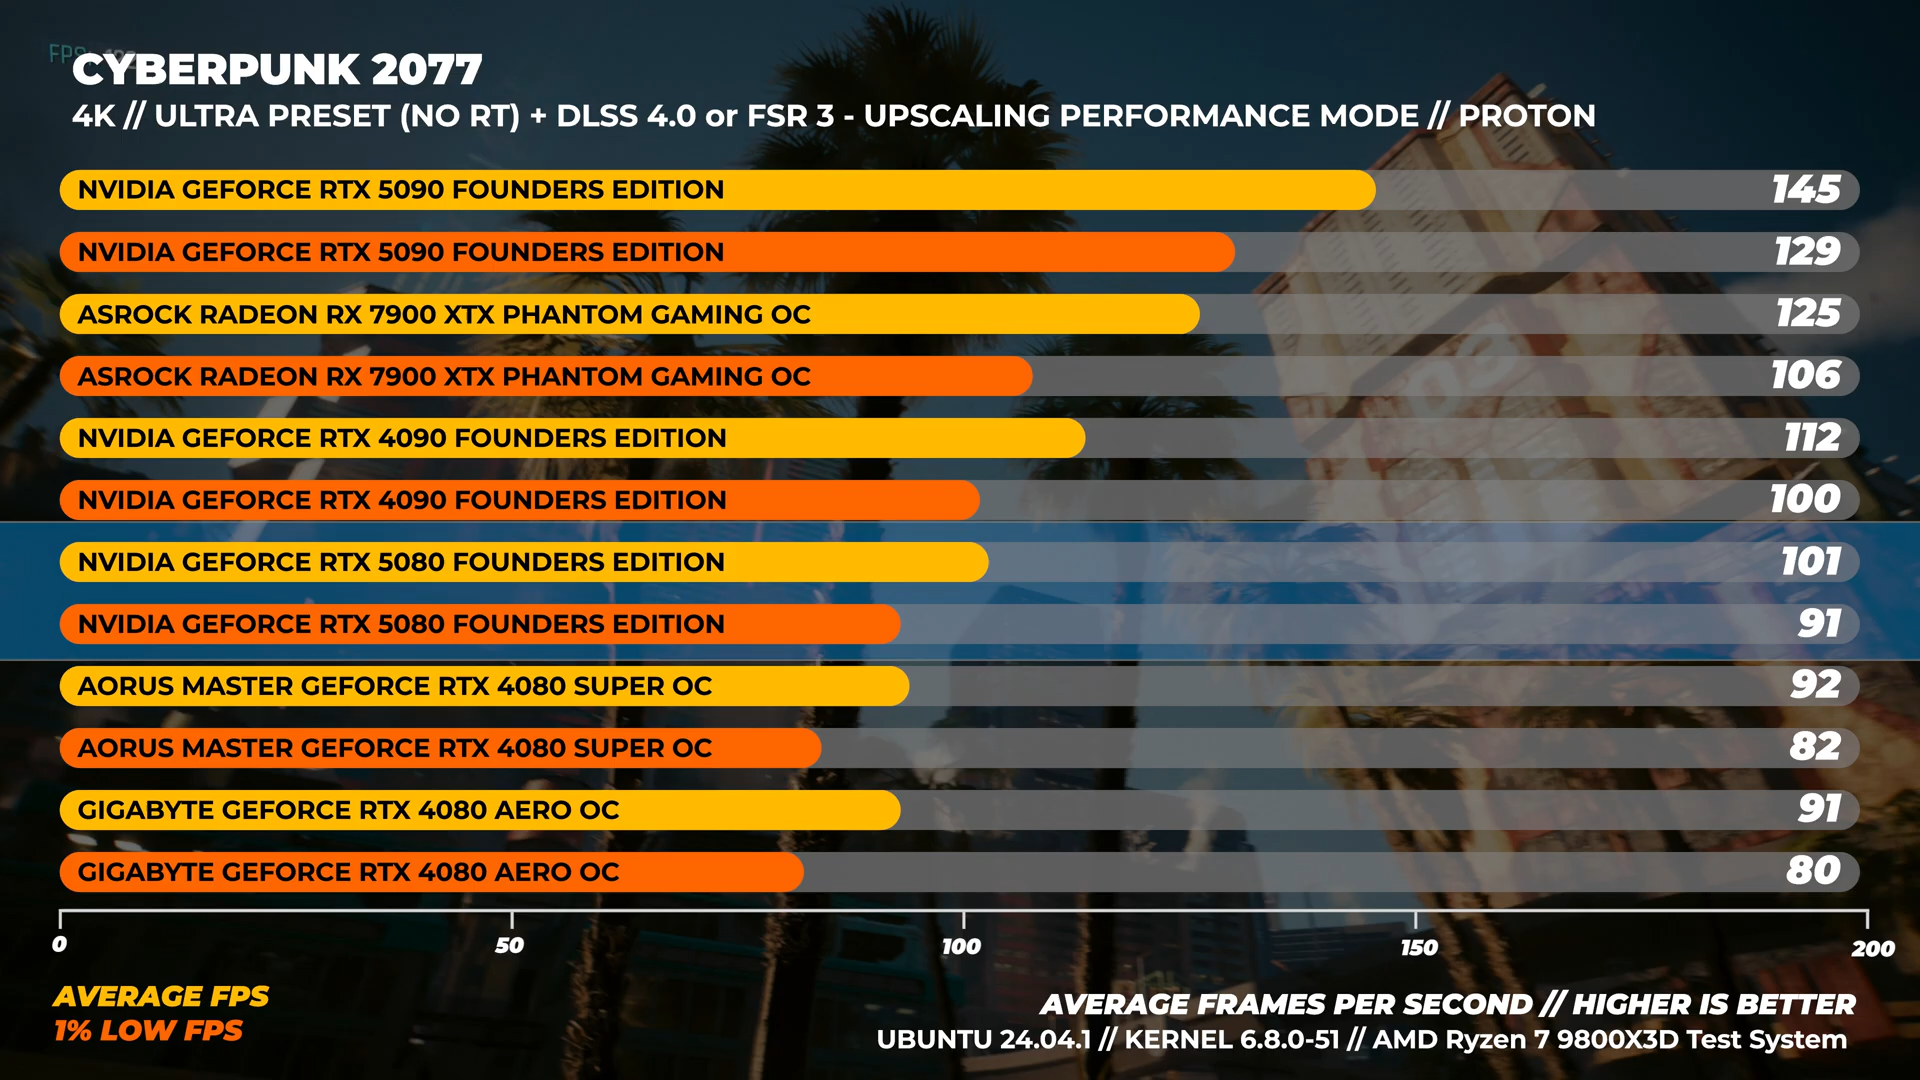 FPS
CYBERPUNK 2077
4K // ULTRA PRESET (NO RT) + DLSS 4.0 or FSR 3 - UPSCALING PERFORMANCE MODE // PROTON
NVIDIA GEFORCE RTX 5090 FOUNDERS EDITION 145
NVIDIA GEFORCE RTX 5090 FOUNDERS EDITION 129
ASROCK RADEON RX 7900 XTX PHANTOM GAMING OC 125
ASROCK RADEON RX 7900 XTX PHANTOM GAMING OC 106
NVIDIA GEFORCE RTX 4090 FOUNDERS EDITION 112
NVIDIA GEFORCE RTX 4090 FOUNDERS EDITION 100
NVIDIA GEFORCE RTX 5080 FOUNDERS EDITION 101
NVIDIA GEFORCE RTX 5080 FOUNDERS EDITION 91
AORUS MASTER GEFORCE RTX 4080 SUPER OC 92
AORUS MASTER GEFORCE RTX 4080 SUPER OC 82
GIGABYTE GEFORCE RTX 4080 AERO OC 91
GIGABYTE GEFORCE RTX 4080 AERO OC 80
0 50 100 150 200
AVERAGE FPS
1% LOW FPS
AVERAGE FRAMES PER SECOND // HIGHER IS BETTER
UBUNTU 24.04.1 // KERNEL 6.8.0-51 // AMD Ryzen 7 9800X3D Test System